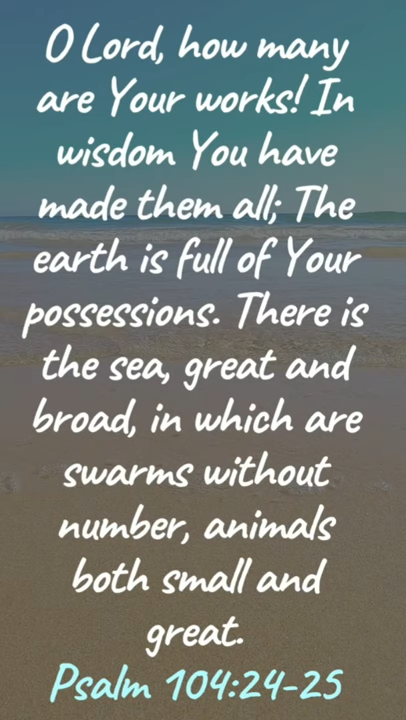 O Lord, how many
are Your works! In
wisdom You have
made them all; The
earth is full of Your
possessions. There is
the sea, great and
broad, in which are
swarms without
number, animals
both small and
great.
Psalm 104:24-25